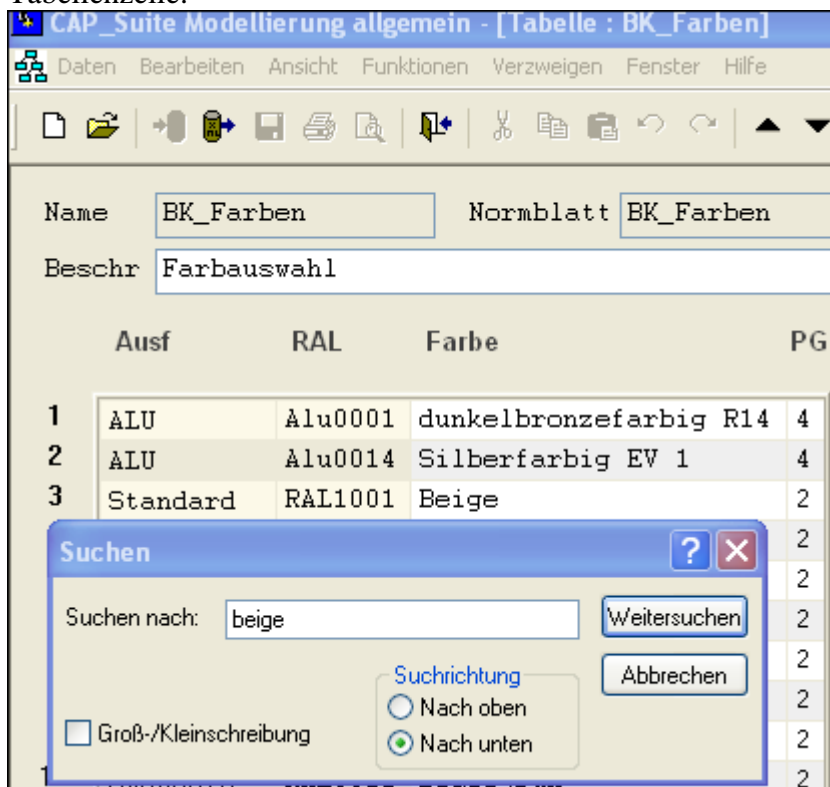 Tabellenzeile.
CAP_Suite Modellierung allgemein - [Tabelle : BK_Farben]
Daten Bearbeiten Ansicht Funktionen Verzweigen Fenster Hilfe
Name BK_Farben Normblatt BK_Farben
Beschr Farbauswahl
Ausf RAL Farbe PG
1 ALU Alu0001 dunkelbronzefarbig R14 4
2 ALU Alu0014 Silberfarbig EV 1 4
3 Standard RAL1001 Beige 2
Suchen 2
2
Suchen nach: beige Weitersuchen 2
Suchrichtung Abbrechen 2
Nach oben 2
Groß-/Kleinschreibung Nach unten 2
2